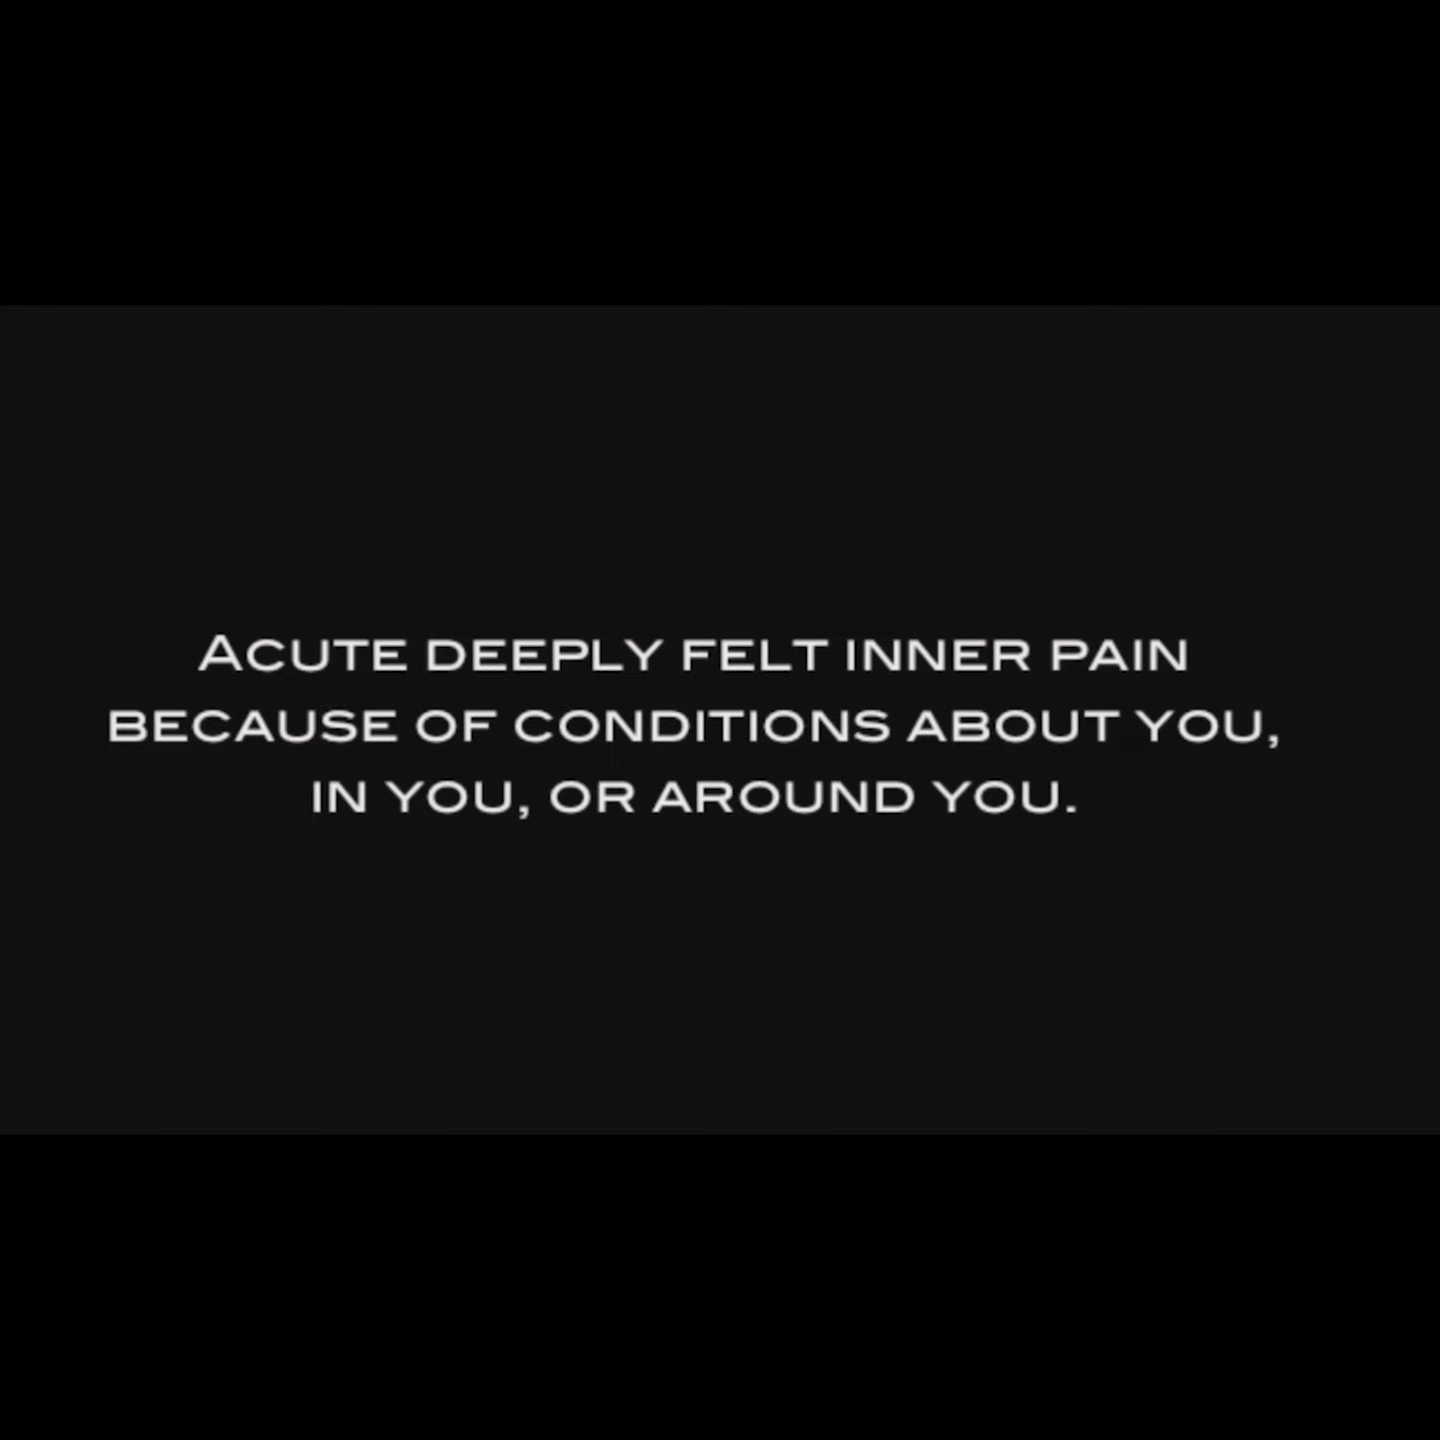 ACUTE DEEPLY FELT INNER PAIN
BECAUSE OF CONDITIONS ABOUT YOU,
IN YOU, OR AROUND YOU.